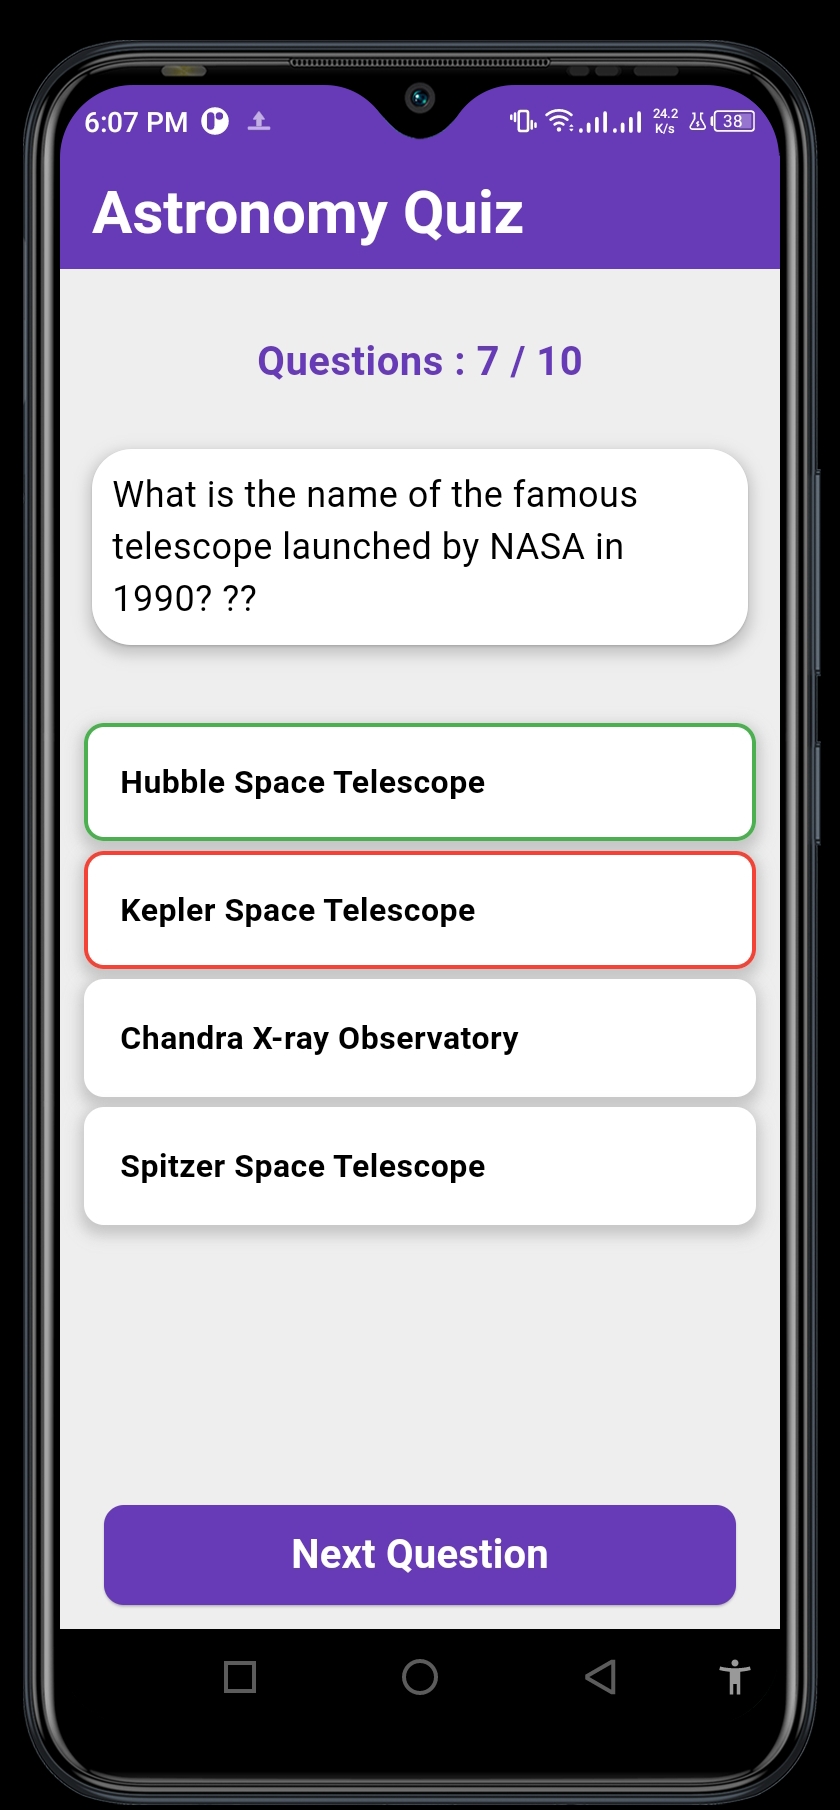 6:07 PM
24.2
K/s
38
Astronomy Quiz
Questions : 7 / 10
What is the name of the famous
telescope launched by NASA in
1990? ??
Hubble Space Telescope
Kepler Space Telescope
Chandra X-ray Observatory
Spitzer Space Telescope
Next Question